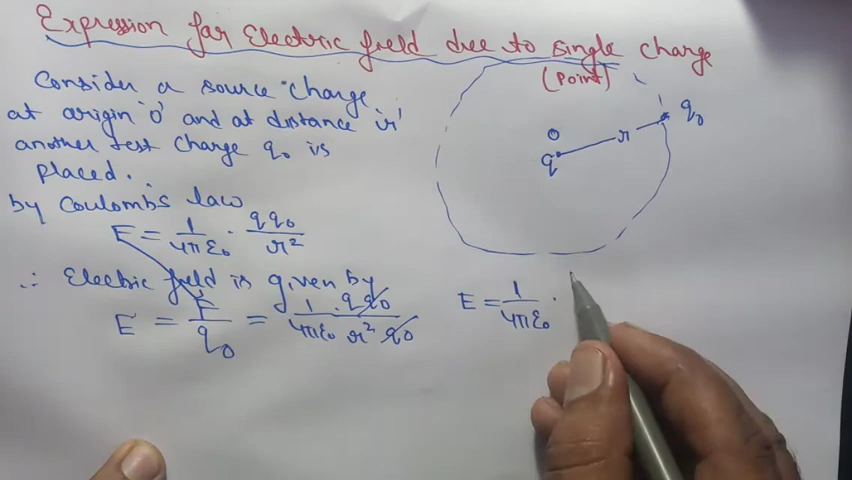 Expression for Electric field due to single charge
(Point)
Consider a source charge
at origin 'O' and at distance 'r'
another test charge q₀ is
placed.
by Coulomb's law
E = 1/4πε₀ · qq₀/r²
∴ Electric field is given by
E = F/q₀ = 1/4πε₀ · qq₀/r² q₀
O
q
r
q₀
E = 1/4πε₀ ·